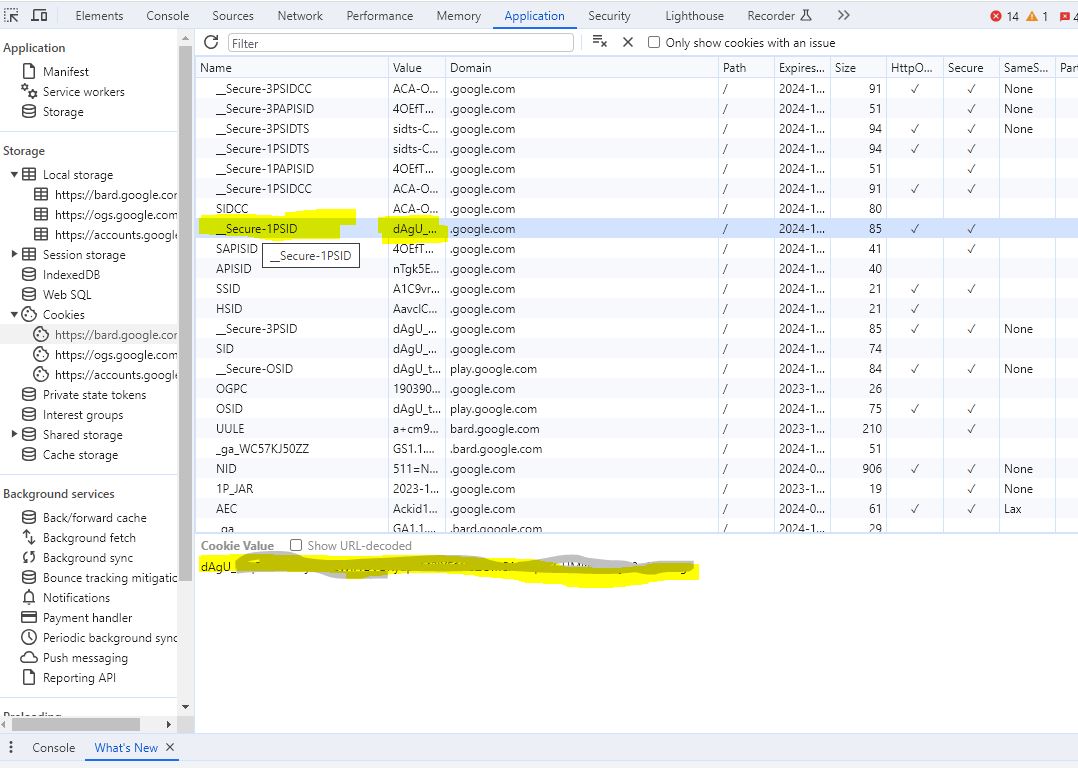 Elements Console Sources Network Performance Memory Application Security Lighthouse Recorder 14 1 4
Application
Manifest
Service workers
Storage
Storage
Local storage
https://bard.google.cor
https://ogs.google.com
https://accounts.google
Session storage
IndexedDB
Web SQL
Cookies
https://bard.google.cor
https://ogs.google.com
https://accounts.google
Private state tokens
Interest groups
Shared storage
Cache storage
Background services
Back/forward cache
Background fetch
Background sync
Bounce tracking mitigatic
Notifications
Payment handler
Periodic background sync
Push messaging
Reporting API
Preloading
Filter Only show cookies with an issue
Name Value Domain Path Expires... Size HttpO... Secure SameS... Part
__Secure-3PSIDCC ACA-O... .google.com / 2024-1... 91 ✓ ✓ None
__Secure-3PAPISID 4OEfT... .google.com / 2024-1... 51 ✓ None
__Secure-3PSIDTS sidts-C... .google.com / 2024-1... 94 ✓ ✓ None
__Secure-1PSIDTS sidts-C... .google.com / 2024-1... 94 ✓ ✓
__Secure-1PAPISID 4OEfT... .google.com / 2024-1... 51 ✓
__Secure-1PSIDCC ACA-O... .google.com / 2024-1... 91 ✓ ✓
SIDCC ACA-O... .google.com / 2024-1... 80
__Secure-1PSID dAgU_... .google.com / 2024-1... 85 ✓ ✓
SAPISID 4OEfT... .google.com / 2024-1... 41 ✓
__Secure-1PSID
APISID nTgk5E... .google.com / 2024-1... 40
SSID A1C9vr... .google.com / 2024-1... 21 ✓ ✓
HSID AavcIC... .google.com / 2024-1... 21 ✓
__Secure-3PSID dAgU_... .google.com / 2024-1... 85 ✓ ✓ None
SID dAgU_... .google.com / 2024-1... 74
__Secure-OSID dAgU_t... play.google.com / 2024-1... 84 ✓ ✓ None
OGPC 190390... .google.com / 2023-1... 26
OSID dAgU_t... play.google.com / 2024-1... 75 ✓ ✓
UULE a+cm9... bard.google.com / 2023-1... 210 ✓
_ga_WC57KJ50ZZ GS1.1.... .bard.google.com / 2024-1... 51
NID 511=N... .google.com / 2024-0... 906 ✓ ✓ None
1P_JAR 2023-1... .google.com / 2023-1... 19 ✓ None
AEC Ackid1... .google.com / 2024-0... 61 ✓ ✓ Lax
_ga GA1.1.... .bard.google.com / 2024-1... 29
Cookie Value Show URL-decoded
dAgU_
Console What's New